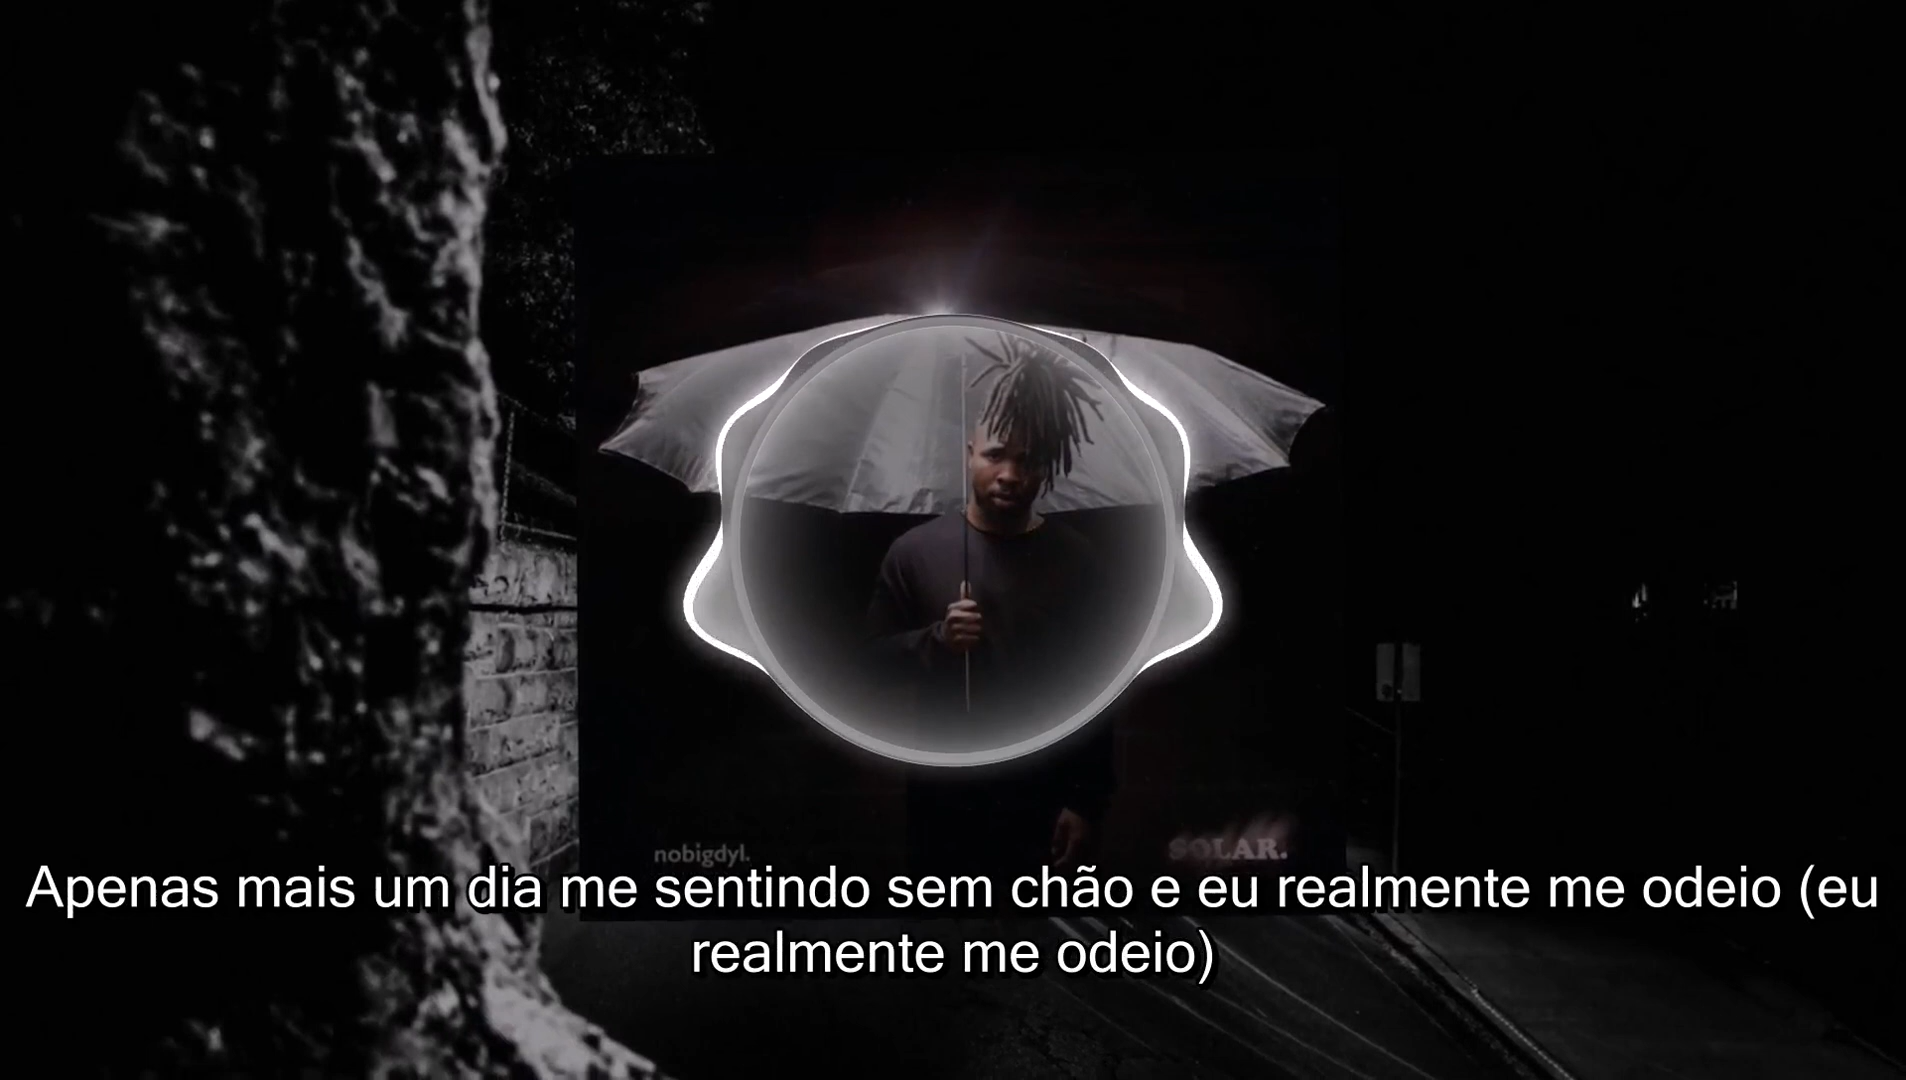 nobigdyl.
SOLAR.
Apenas mais um dia me sentindo sem chão e eu realmente me odeio (eu
realmente me odeio)